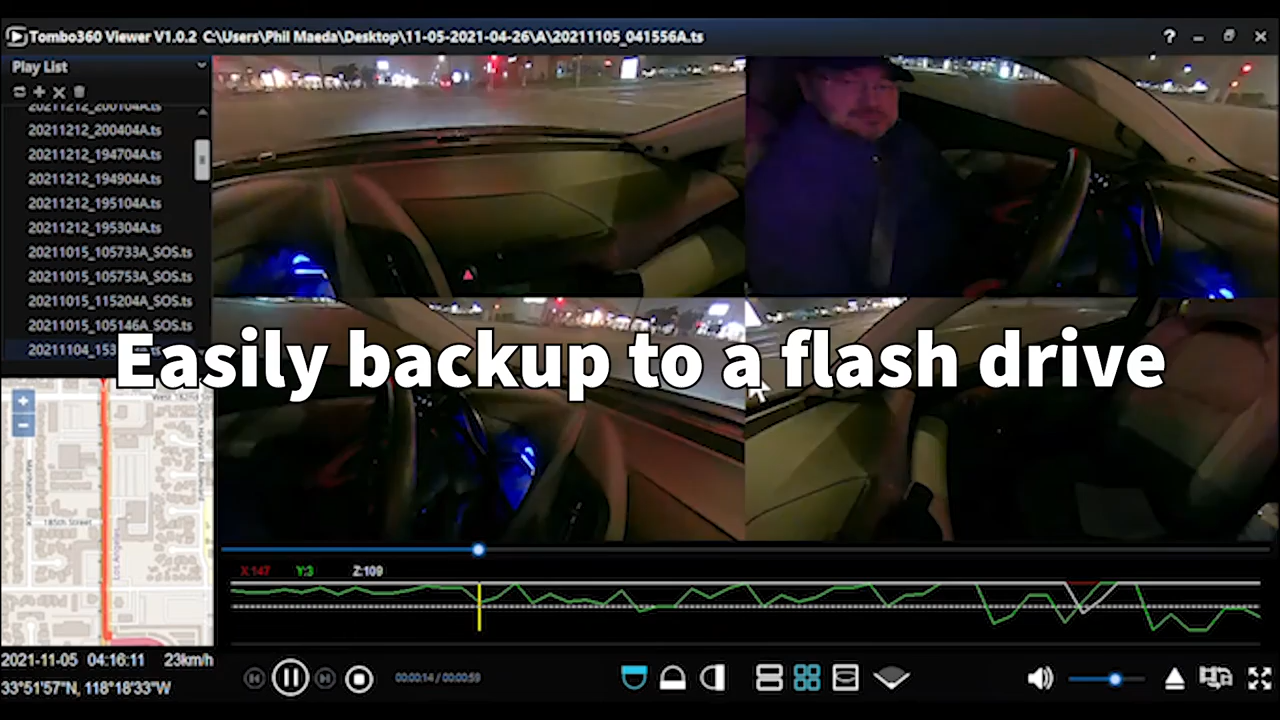 Tombo360 Viewer V1.0.2 C:\Users\Phil Maeda\Desktop\11-05-2021-04-26\A\20211105_041556A.ts
Play List
20211212_200104A.ts
20211212_200404A.ts
20211212_194704A.ts
20211212_194904A.ts
20211212_195104A.ts
20211212_195304A.ts
20211015_105733A_SOS.ts
20211015_105753A_SOS.ts
20211015_115204A_SOS.ts
20211015_105146A_SOS.ts
Easily backup to a flash drive
185th Street
X:147 Y:3 Z:109
2021-11-05 04:16:11 23km/h
33°51'57"N, 118°18'33"W
00:00:14 / 00:00:59